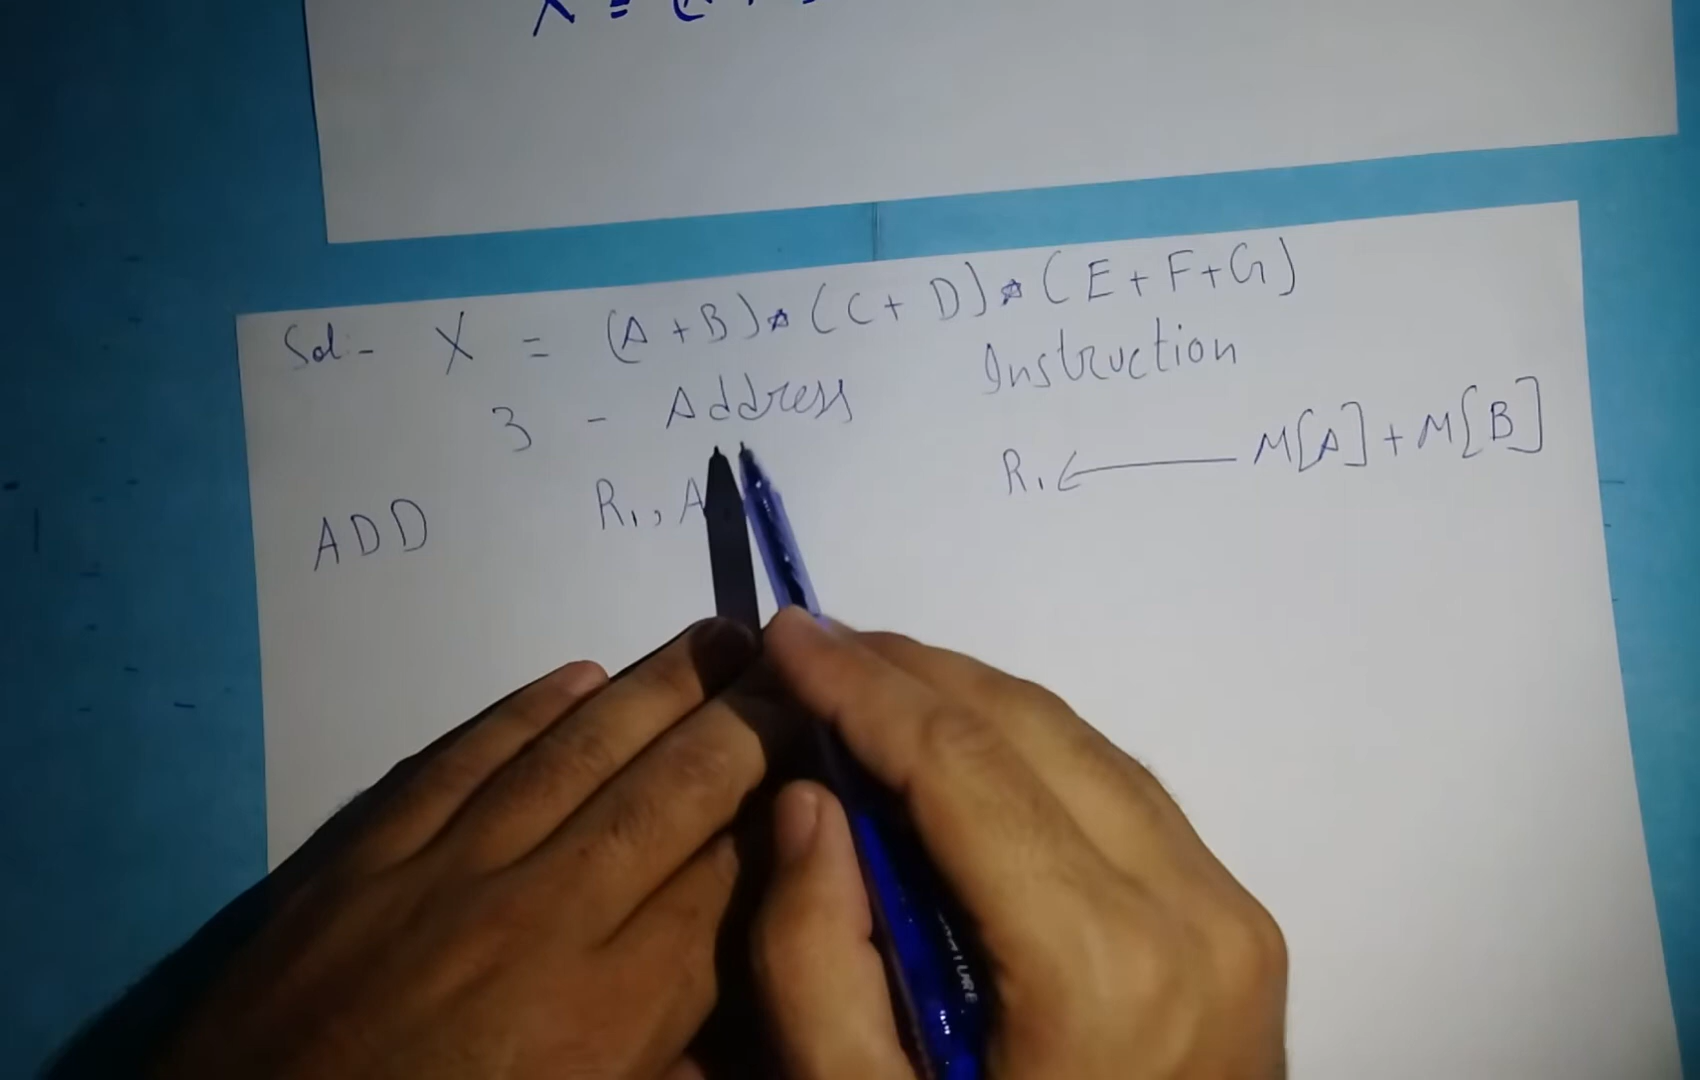 Sol- X = (A+B)*(C+D)*(E+F+G)
3 - Address Instruction
ADD R1, A R1 ← M[A]+M[B]